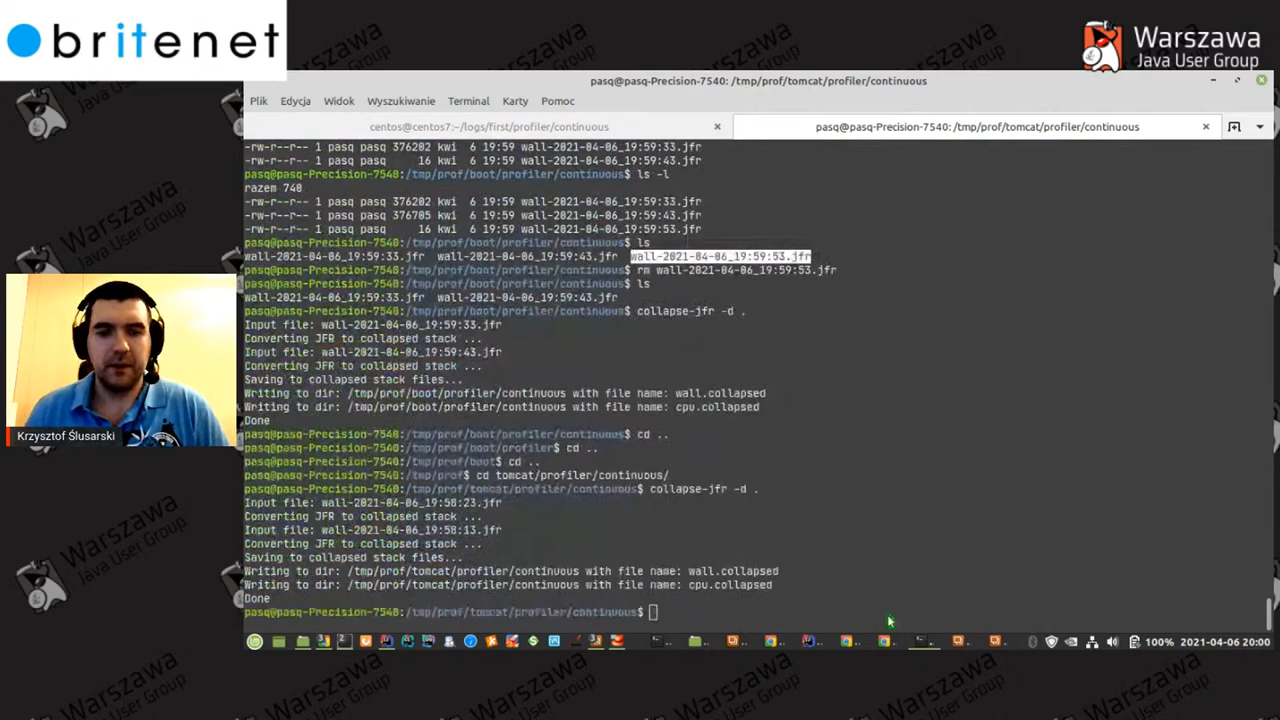 britenet
Warszawa
Java User Group
pasq@pasq-Precision-7540: /tmp/prof/tomcat/profiler/continuous
Plik Edycja Widok Wyszukiwanie Terminal Karty Pomoc
centos@centos7:~/logs/first/profiler/continuous
pasq@pasq-Precision-7540: /tmp/prof/tomcat/profiler/continuous
-rw-r--r-- 1 pasq pasq 376202 kwi  6 19:59 wall-2021-04-06_19:59:33.jfr
-rw-r--r-- 1 pasq pasq     16 kwi  6 19:59 wall-2021-04-06_19:59:43.jfr
pasq@pasq-Precision-7540:/tmp/prof/boot/profiler/continuous$ ls -l
razem 740
-rw-r--r-- 1 pasq pasq 376202 kwi  6 19:59 wall-2021-04-06_19:59:33.jfr
-rw-r--r-- 1 pasq pasq 376705 kwi  6 19:59 wall-2021-04-06_19:59:43.jfr
-rw-r--r-- 1 pasq pasq     16 kwi  6 19:59 wall-2021-04-06_19:59:53.jfr
pasq@pasq-Precision-7540:/tmp/prof/boot/profiler/continuous$ ls
wall-2021-04-06_19:59:33.jfr  wall-2021-04-06_19:59:43.jfr  wall-2021-04-06_19:59:53.jfr
pasq@pasq-Precision-7540:/tmp/prof/boot/profiler/continuous$ rm wall-2021-04-06_19:59:53.jfr
pasq@pasq-Precision-7540:/tmp/prof/boot/profiler/continuous$ ls
wall-2021-04-06_19:59:33.jfr  wall-2021-04-06_19:59:43.jfr
pasq@pasq-Precision-7540:/tmp/prof/boot/profiler/continuous$ collapse-jfr -d .
Input file: wall-2021-04-06_19:59:33.jfr
Converting JFR to collapsed stack ...
Input file: wall-2021-04-06_19:59:43.jfr
Converting JFR to collapsed stack ...
Saving to collapsed stack files...
Writing to dir: /tmp/prof/boot/profiler/continuous with file name: wall.collapsed
Writing to dir: /tmp/prof/boot/profiler/continuous with file name: cpu.collapsed
Done
pasq@pasq-Precision-7540:/tmp/prof/boot/profiler/continuous$ cd ..
pasq@pasq-Precision-7540:/tmp/prof/boot/profiler$ cd ..
pasq@pasq-Precision-7540:/tmp/prof/boot$ cd ..
pasq@pasq-Precision-7540:/tmp/prof$ cd tomcat/profiler/continuous/
pasq@pasq-Precision-7540:/tmp/prof/tomcat/profiler/continuous$ collapse-jfr -d .
Input file: wall-2021-04-06_19:58:23.jfr
Converting JFR to collapsed stack ...
Input file: wall-2021-04-06_19:58:13.jfr
Converting JFR to collapsed stack ...
Saving to collapsed stack files...
Writing to dir: /tmp/prof/tomcat/profiler/continuous with file name: wall.collapsed
Writing to dir: /tmp/prof/tomcat/profiler/continuous with file name: cpu.collapsed
Done
pasq@pasq-Precision-7540:/tmp/prof/tomcat/profiler/continuous$
Krzysztof Ślusarski
100% 2021-04-06 20:00